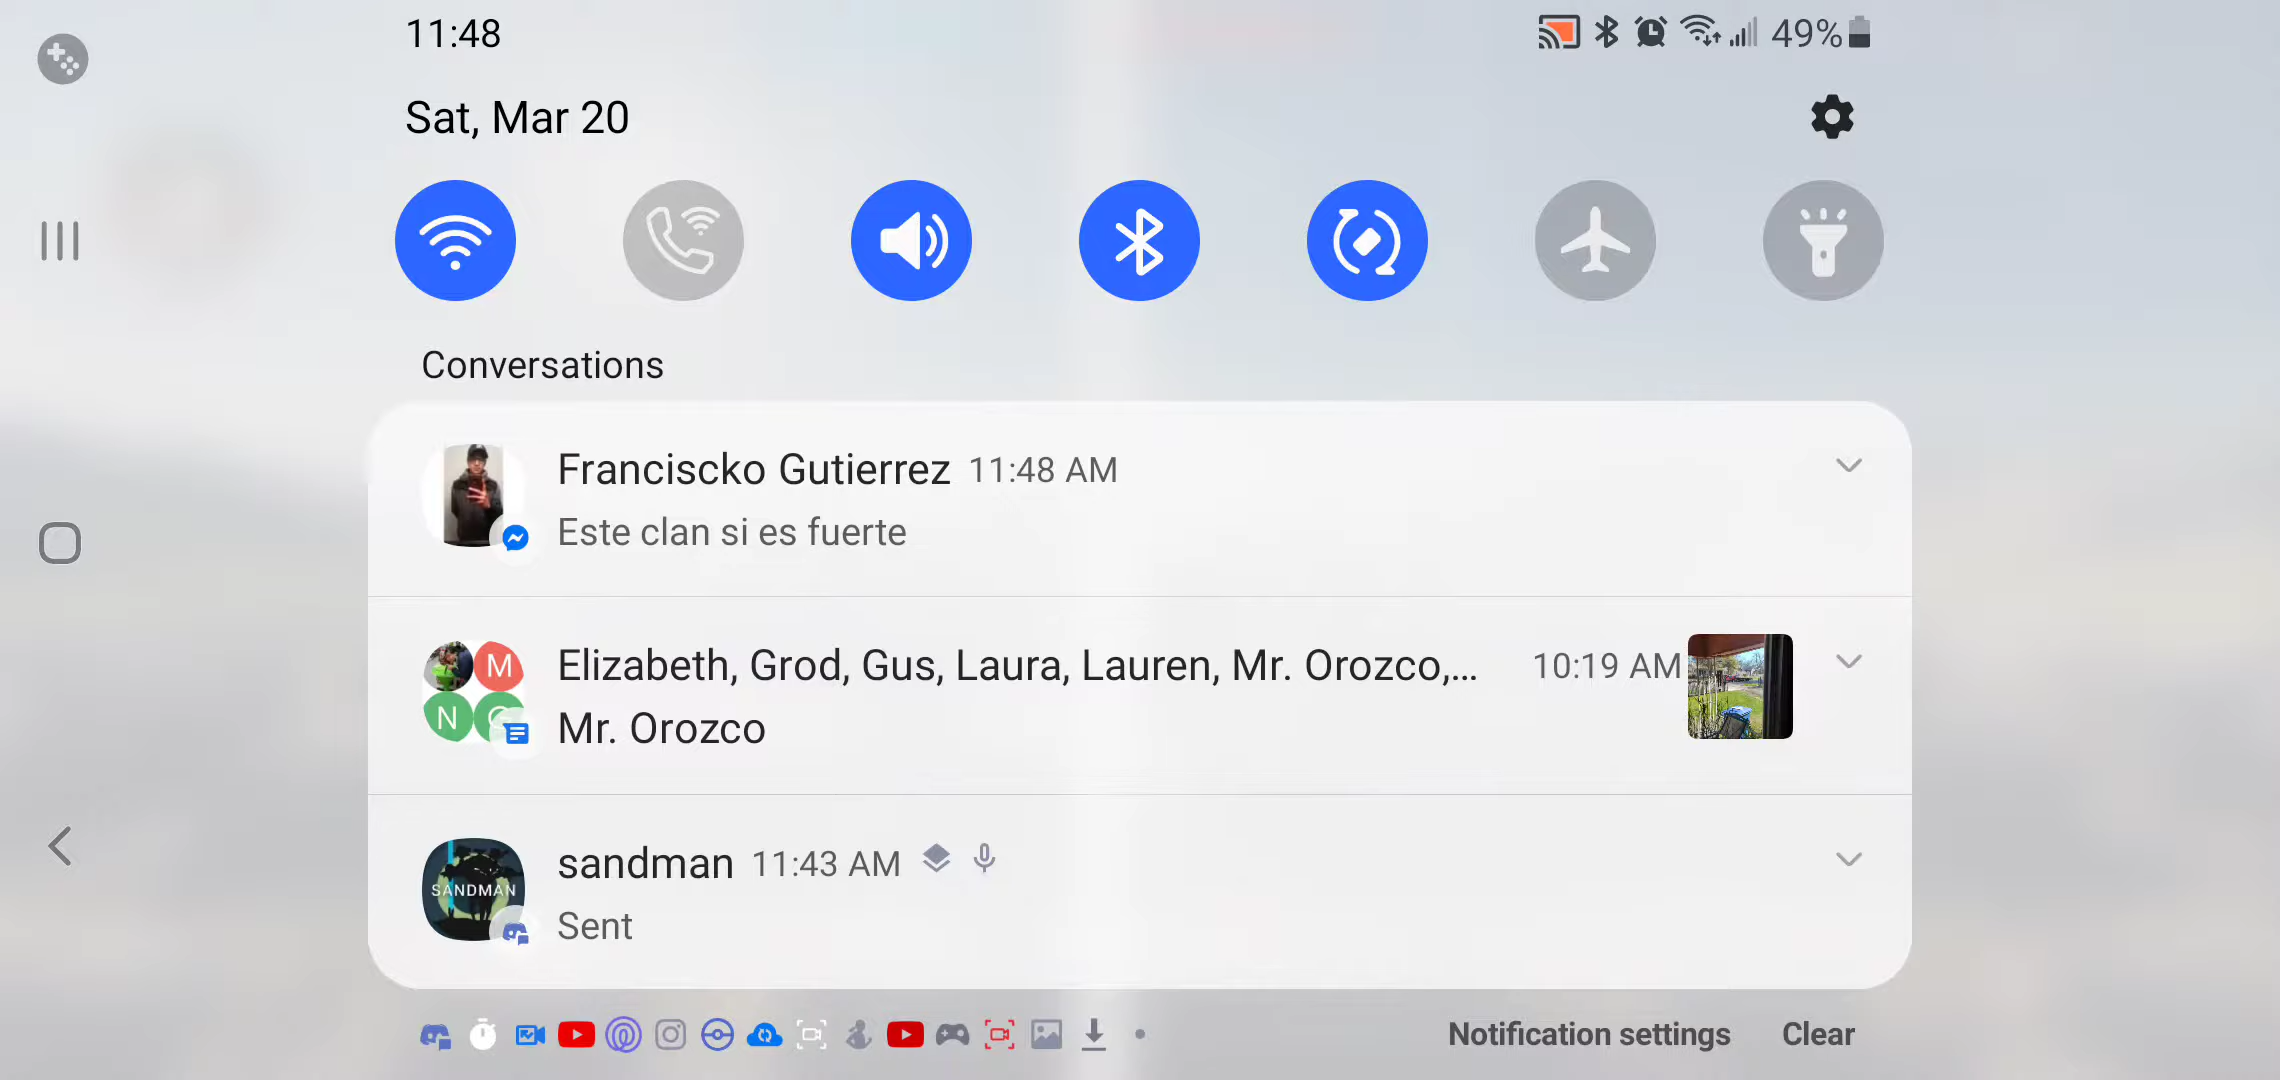 11:48
49%
Sat, Mar 20
Conversations
Franciscko Gutierrez 11:48 AM
Este clan si es fuerte
M
Elizabeth, Grod, Gus, Laura, Lauren, Mr. Orozco,... 10:19 AM
N G
Mr. Orozco
sandman 11:43 AM
SANDMAN
Sent
Notification settings Clear